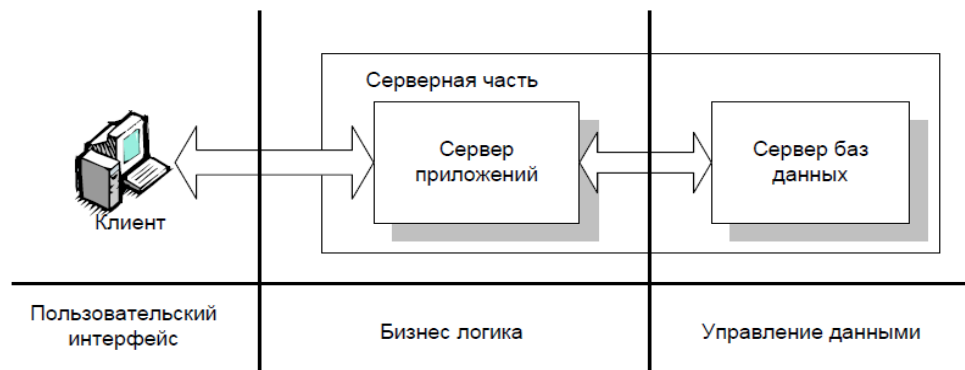 Серверная часть
Сервер
приложений
Сервер баз
данных
Клиент
Пользовательский
интерфейс
Бизнес логика
Управление данными